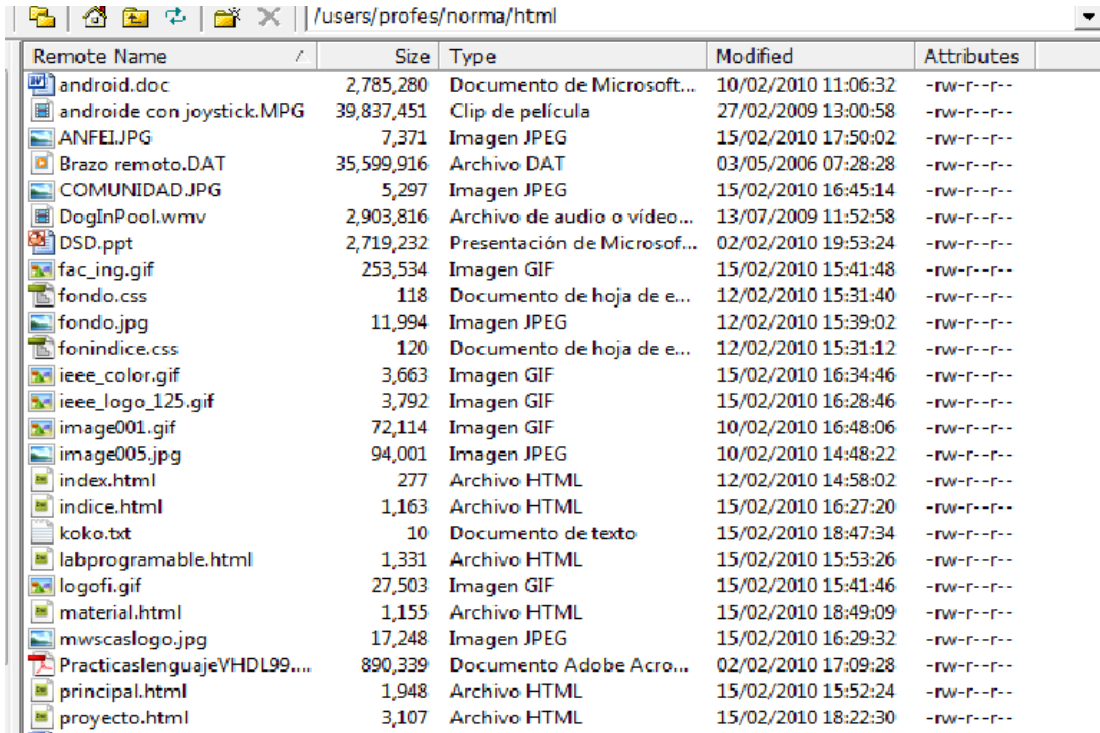 /users/profes/norma/html
Remote Name Size Type Modified Attributes
android.doc 2,785,280 Documento de Microsoft... 10/02/2010 11:06:32 -rw-r--r--
androide con joystick.MPG 39,837,451 Clip de película 27/02/2009 13:00:58 -rw-r--r--
ANFEI.JPG 7,371 Imagen JPEG 15/02/2010 17:50:02 -rw-r--r--
Brazo remoto.DAT 35,599,916 Archivo DAT 03/05/2006 07:28:28 -rw-r--r--
COMUNIDAD.JPG 5,297 Imagen JPEG 15/02/2010 16:45:14 -rw-r--r--
DogInPool.wmv 2,903,816 Archivo de audio o vídeo... 13/07/2009 11:52:58 -rw-r--r--
DSD.ppt 2,719,232 Presentación de Microsof... 02/02/2010 19:53:24 -rw-r--r--
fac_ing.gif 253,534 Imagen GIF 15/02/2010 15:41:48 -rw-r--r--
fondo.css 118 Documento de hoja de e... 12/02/2010 15:31:40 -rw-r--r--
fondo.jpg 11,994 Imagen JPEG 12/02/2010 15:39:02 -rw-r--r--
fonindice.css 120 Documento de hoja de e... 12/02/2010 15:31:12 -rw-r--r--
ieee_color.gif 3,663 Imagen GIF 15/02/2010 16:34:46 -rw-r--r--
ieee_logo_125.gif 3,792 Imagen GIF 15/02/2010 16:28:46 -rw-r--r--
image001.gif 72,114 Imagen GIF 10/02/2010 16:48:06 -rw-r--r--
image005.jpg 94,001 Imagen JPEG 10/02/2010 14:48:22 -rw-r--r--
index.html 277 Archivo HTML 12/02/2010 14:58:02 -rw-r--r--
indice.html 1,163 Archivo HTML 15/02/2010 16:27:20 -rw-r--r--
koko.txt 10 Documento de texto 15/02/2010 18:47:34 -rw-r--r--
labprogramable.html 1,331 Archivo HTML 15/02/2010 15:53:26 -rw-r--r--
logofi.gif 27,503 Imagen GIF 15/02/2010 15:41:46 -rw-r--r--
material.html 1,155 Archivo HTML 15/02/2010 18:49:09 -rw-r--r--
mwscaslogo.jpg 17,248 Imagen JPEG 15/02/2010 16:29:32 -rw-r--r--
PracticaslenguajeVHDL99.... 890,339 Documento Adobe Acro... 02/02/2010 17:09:28 -rw-r--r--
principal.html 1,948 Archivo HTML 15/02/2010 15:52:24 -rw-r--r--
proyecto.html 3,107 Archivo HTML 15/02/2010 18:22:30 -rw-r--r--